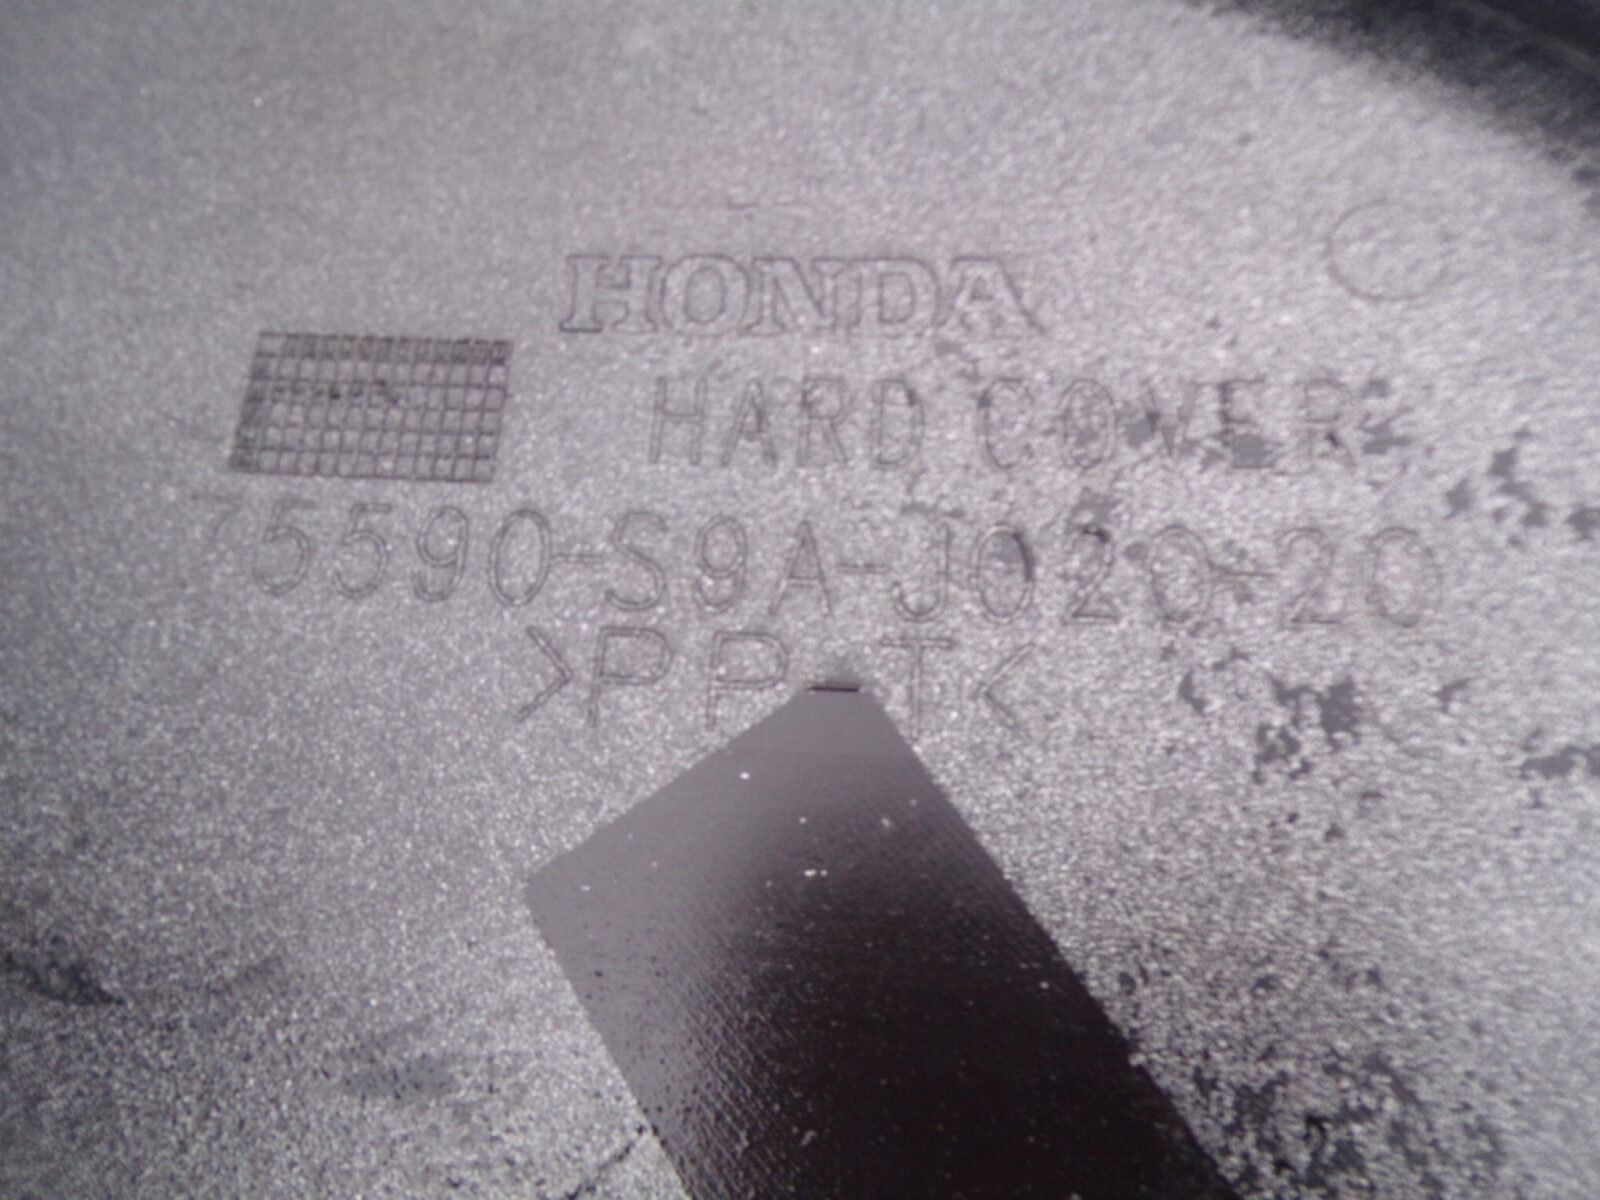 HONDA
HARD COVER
75590-S9A-J020-20
>PP-T<